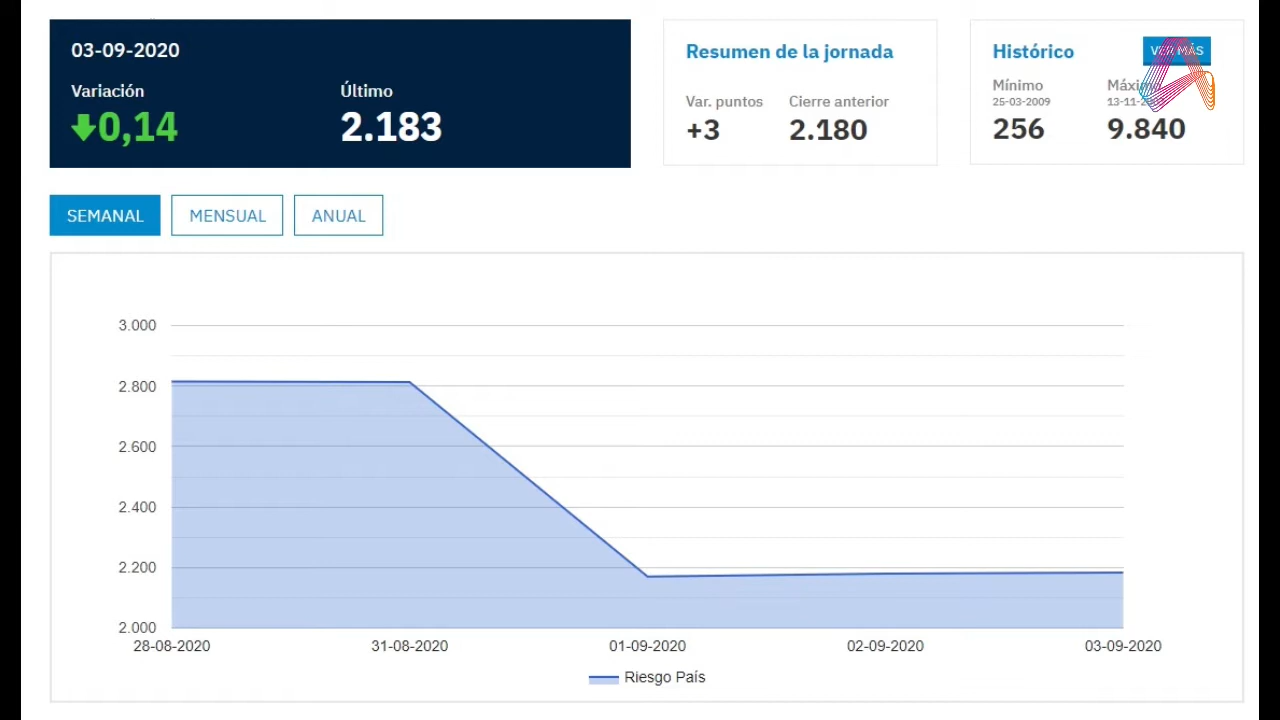 03-09-2020
Variación
0,14
Último
2.183
Resumen de la jornada
Var. puntos
+3
Cierre anterior
2.180
Histórico
VER MÁS
Mínimo
25-03-2009
256
9.840
SEMANAL
MENSUAL
ANUAL
3.000
2.800
2.600
2.400
2.200
2.000
28-08-2020
31-08-2020
01-09-2020
02-09-2020
03-09-2020
Riesgo País